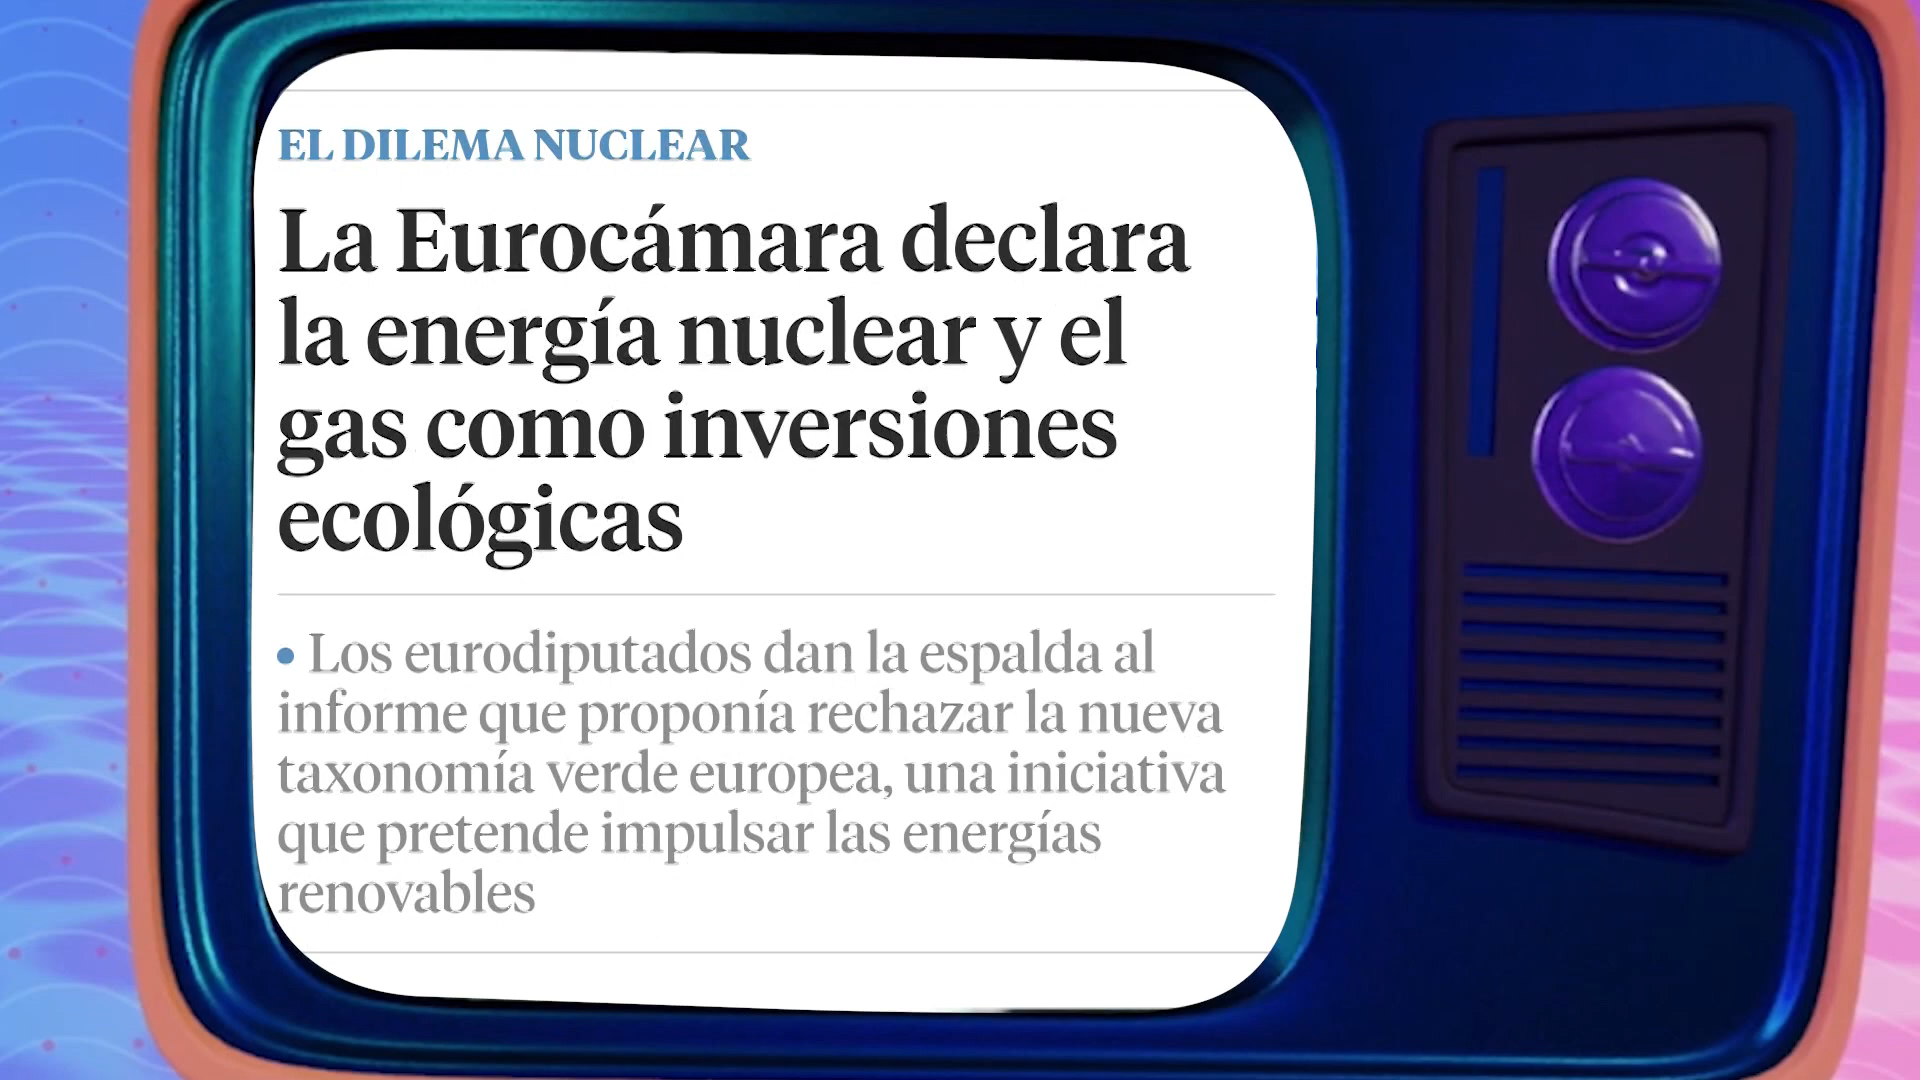 EL DILEMA NUCLEAR
La Eurocámara declara
la energía nuclear y el
gas como inversiones
ecológicas
• Los eurodiputados dan la espalda al
informe que proponía rechazar la nueva
taxonomía verde europea, una iniciativa
que pretende impulsar las energías
renovables